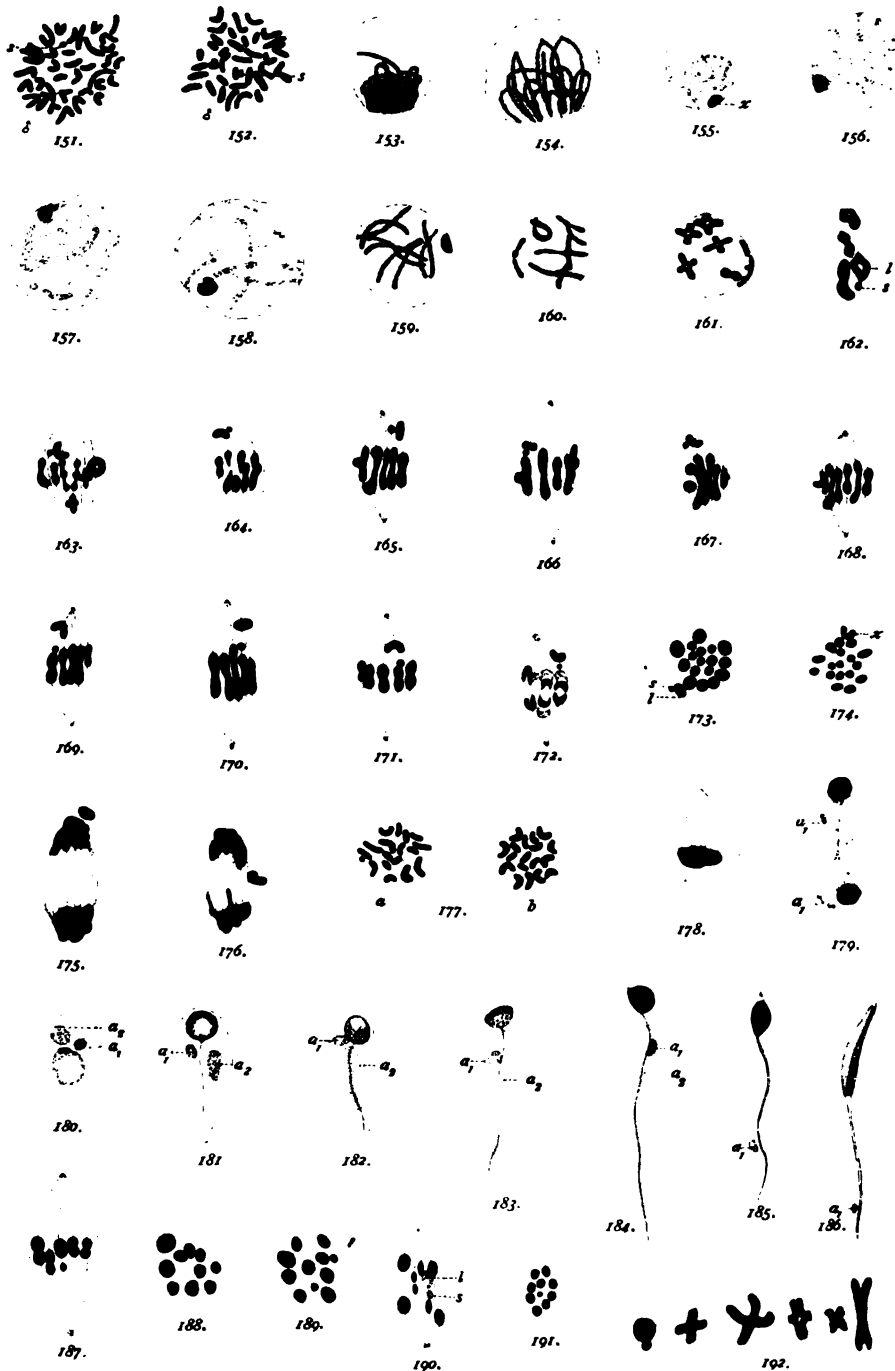 s s
♂ ♂ x x
151. 152. 153. 154. 155. 156.
l
s
157. 158. 159. 160. 161. 162.
163. 164. 165. 166 167. 168.
x
s
l
169. 170. 171. 172. 173. 174.
a₁
a b a₁
175. 176. 177. 178. 179.
a₂ a₁ a₁
a₁ a₁ a₂ a₂ a₁ a₂ a₂
180. 181 182. 183. a₁ a₁
184. 185. 186.
l
s
187. 188. 189. 190. 191. 192.